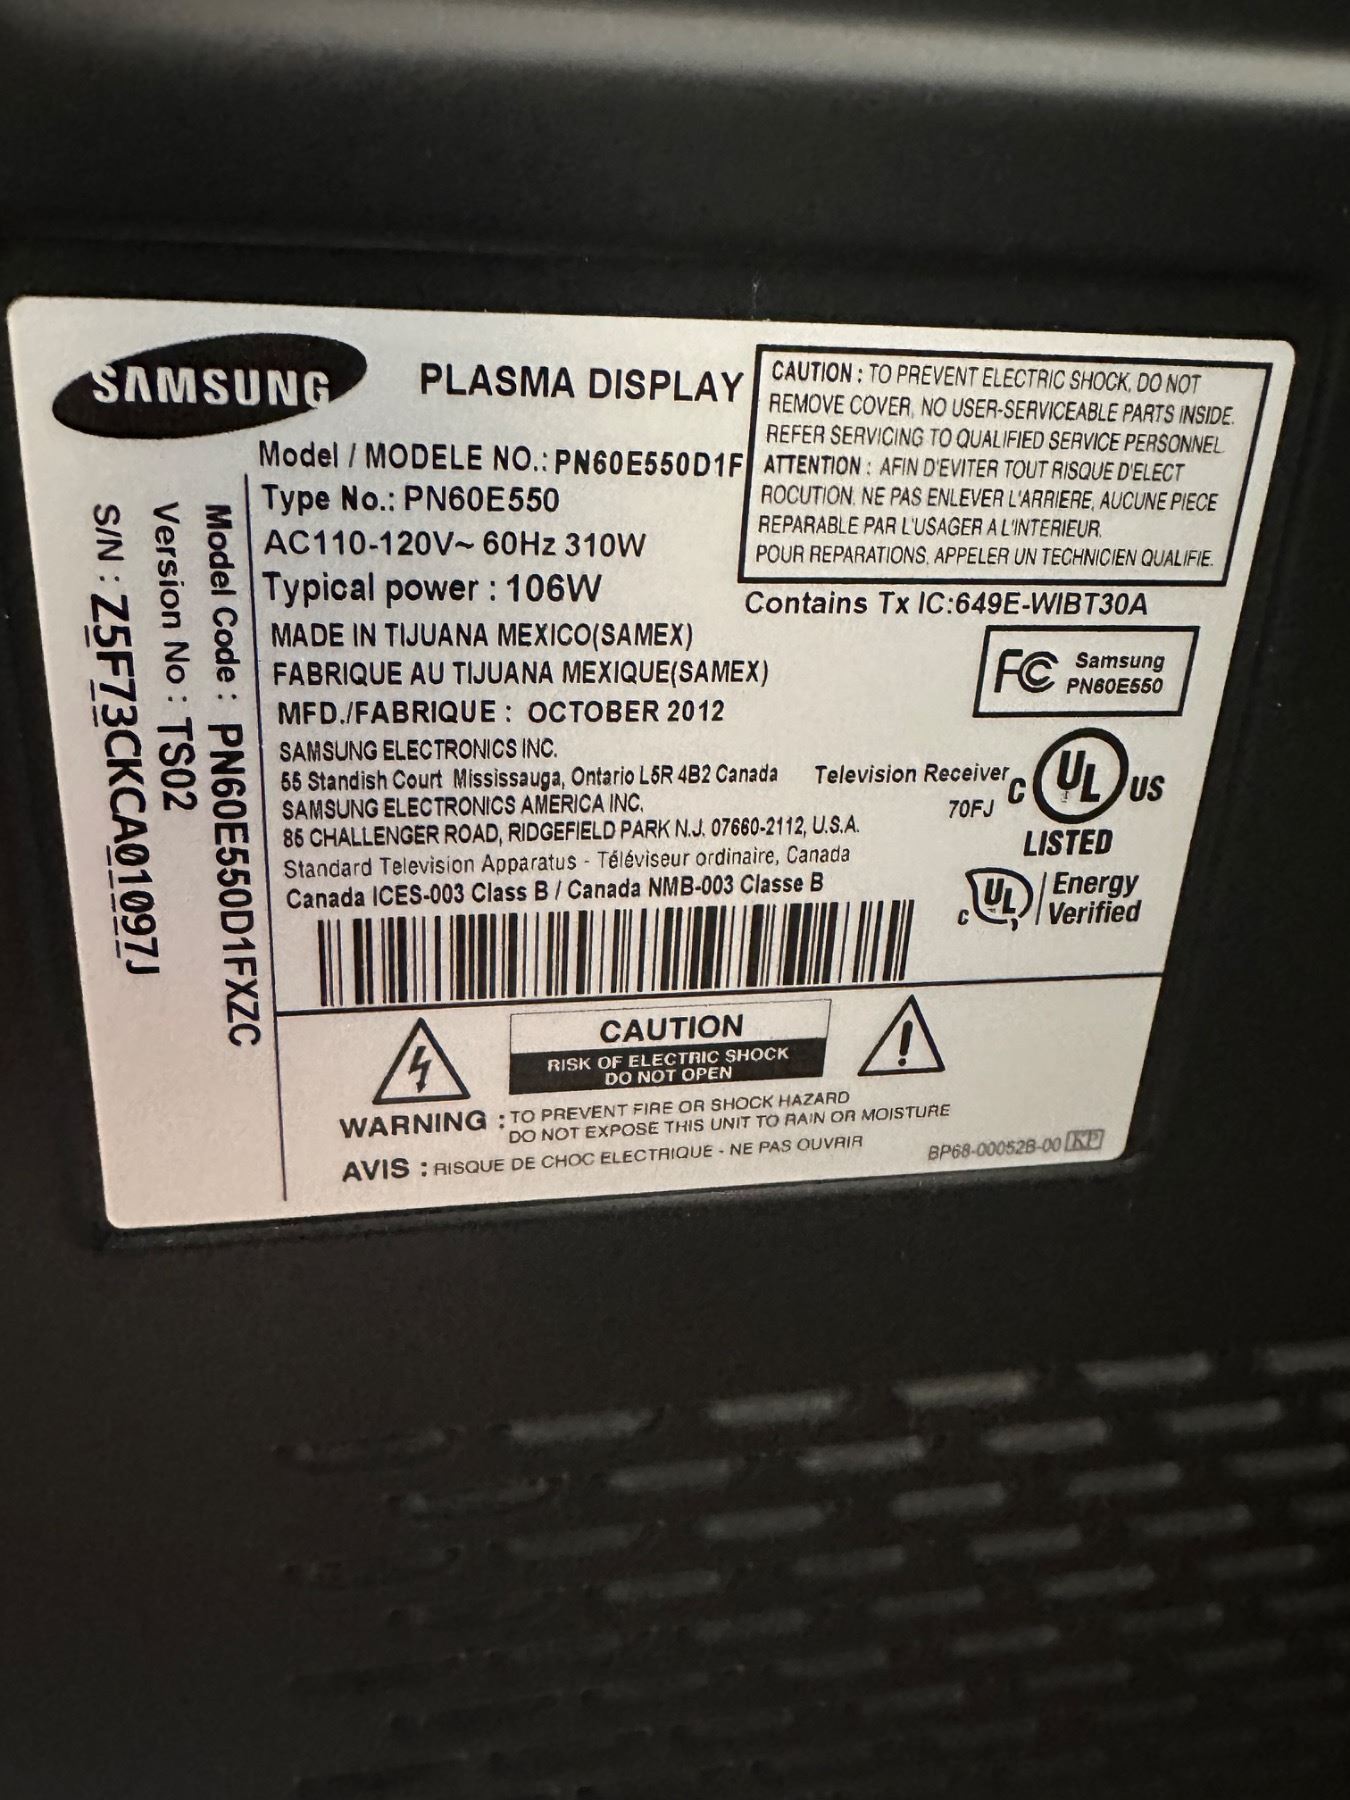 SAMSUNG
PLASMA DISPLAY
Model / MODELE NO.: PN60E550D1F
Type No.: PN60E550
AC110-120V~ 60Hz 310W
Typical power : 106W
MADE IN TIJUANA MEXICO(SAMEX)
FABRIQUE AU TIJUANA MEXIQUE(SAMEX)
MFD./FABRIQUE : OCTOBER 2012
SAMSUNG ELECTRONICS INC.
55 Standish Court Mississauga, Ontario L5R 4B2 Canada
SAMSUNG ELECTRONICS AMERICA INC.
85 CHALLENGER ROAD, RIDGEFIELD PARK N.J. 07660-2112, U.S.A.
Standard Television Apparatus - Téléviseur ordinaire, Canada
Canada ICES-003 Class B / Canada NMB-003 Classe B
CAUTION : TO PREVENT ELECTRIC SHOCK, DO NOT
REMOVE COVER, NO USER-SERVICEABLE PARTS INSIDE.
REFER SERVICING TO QUALIFIED SERVICE PERSONNEL
ATTENTION : AFIN D'EVITER TOUT RISQUE D'ELECT
ROCUTION. NE PAS ENLEVER L'ARRIERE, AUCUNE PIECE
REPARABLE PAR L'USAGER A L'INTERIEUR.
POUR REPARATIONS, APPELER UN TECHNICIEN QUALIFIE.
Contains Tx IC:649E-WIBT30A
FC Samsung
PN60E550
Television Receiver
70FJ
C UL US
LISTED
C UL Energy
Verified
Model Code : PN60E550D1FXZC
Version No : TS02
S/N : Z5F73CKCA01097J
CAUTION
RISK OF ELECTRIC SHOCK
DO NOT OPEN
WARNING : TO PREVENT FIRE OR SHOCK HAZARD
DO NOT EXPOSE THIS UNIT TO RAIN OR MOISTURE
AVIS : RISQUE DE CHOC ELECTRIQUE - NE PAS OUVRIR
BP68-00052B-00 KP